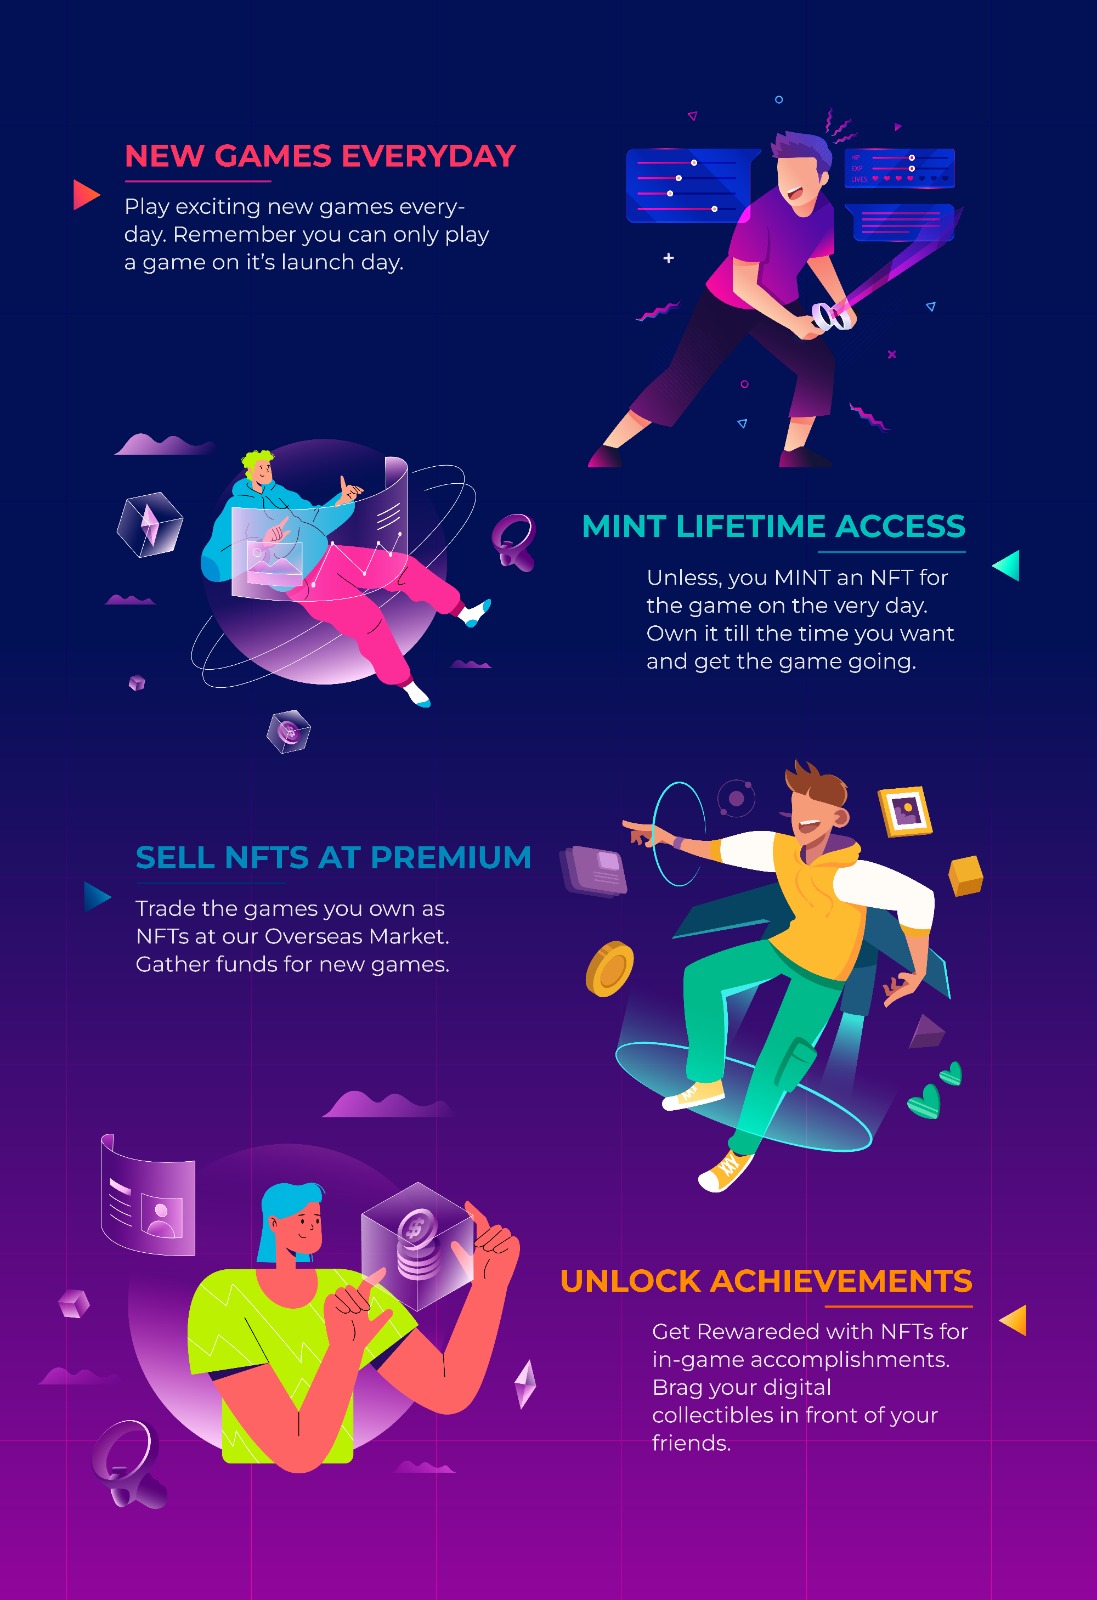 NEW GAMES EVERYDAY
Play exciting new games every-
day. Remember you can only play
a game on it's launch day.
HP
EXP
LIVES
MINT LIFETIME ACCESS
Unless, you MINT an NFT for
the game on the very day.
Own it till the time you want
and get the game going.
SELL NFTS AT PREMIUM
Trade the games you own as
NFTs at our Overseas Market.
Gather funds for new games.
$
UNLOCK ACHIEVEMENTS
Get Rewareded with NFTs for
in-game accomplishments.
Brag your digital
collectibles in front of your
friends.